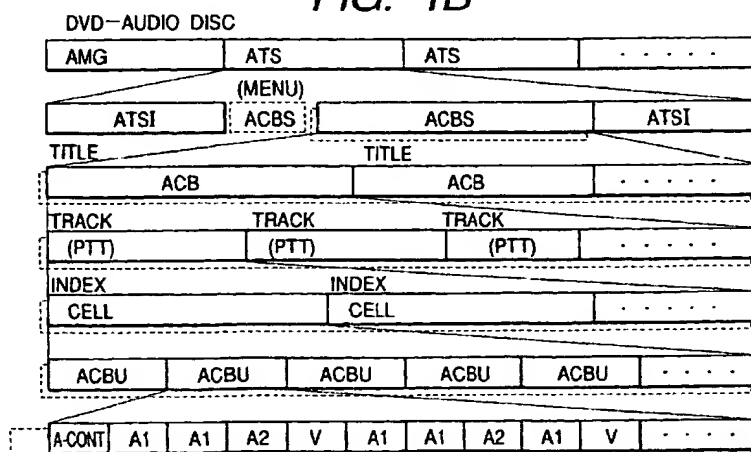 FIG. 1B
DVD-AUDIO DISC
AMG ATS ATS · · · · ·
(MENU)
ATSI ACBS ACBS ATSI
TITLE TITLE
ACB ACB · · · · ·
TRACK TRACK TRACK
(PTT) (PTT) (PTT) · · · · ·
INDEX INDEX
CELL CELL · · · · ·
ACBU ACBU ACBU ACBU ACBU · · · ·
A-CONT A1 A1 A2 V A1 A1 A2 A1 V · · · ·